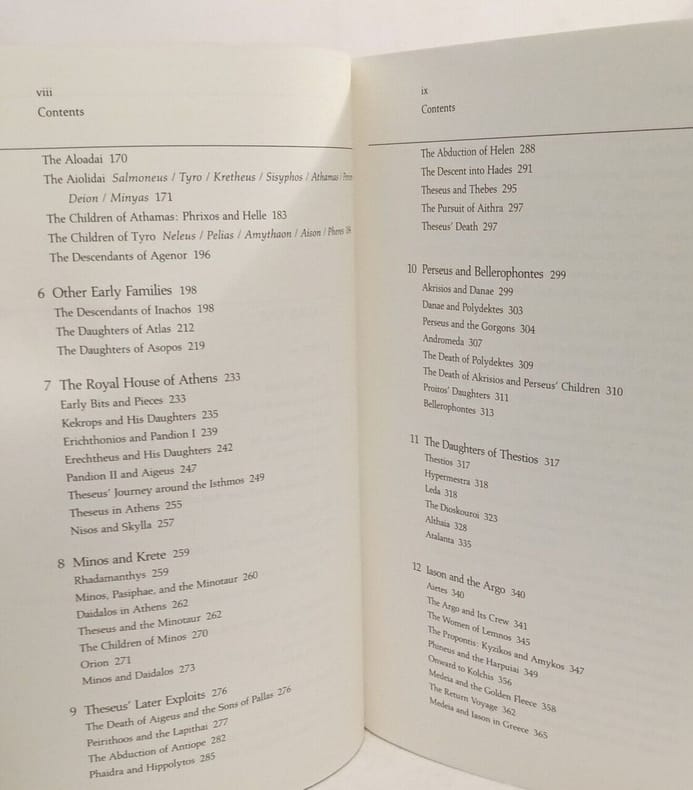 viii
Contents
The Aloadai 170
The Aiolidai Salmoneus / Tyro / Kretheus / Sisyphos / Athamas /
Deion / Minyas 171
The Children of Athamas: Phrixos and Helle 183
The Children of Tyro Neleus / Pelias / Amythaon / Aison / Pheres
The Descendants of Agenor 196
6 Other Early Families 198
The Descendants of Inachos 198
The Daughters of Atlas 212
The Daughters of Asopos 219
7 The Royal House of Athens 233
Early Bits and Pieces 233
Kekrops and His Daughters 235
Erichthonios and Pandion I 239
Erechtheus and His Daughters 242
Pandion II and Aigeus 247
Theseus' Journey around the Isthmos 249
Theseus in Athens 255
Nisos and Skylla 257
8 Minos and Krete 259
Rhadamanthys 259
Minos, Pasiphae, and the Minotaur 260
Daidalos in Athens 262
Theseus and the Minotaur 262
The Children of Minos 270
Orion 271
Minos and Daidalos 273
9 Theseus' Later Exploits 276
The Death of Aigeus and the Sons of Pallas 276
Peirithoos and the Lapithai 277
The Abduction of Antiope 282
Phaidra and Hippolytos 285
ix
Contents
The Abduction of Helen 288
The Descent into Hades 291
Theseus and Thebes 295
The Pursuit of Aithra 297
Theseus' Death 297
10 Perseus and Bellerophontes 299
Akrisios and Danae 299
Danae and Polydektes 303
Perseus and the Gorgons 304
Andromeda 307
The Death of Polydektes 309
The Death of Akrisios and Perseus' Children 310
Proitos' Daughters 311
Bellerophontes 313
11 The Daughters of Thestios 317
Thestios 317
Hypermestra 318
Leda 318
The Dioskouroi 323
Althaia 328
Atalanta 335
12 Iason and the Argo 340
Aietes 340
The Argo and Its Crew 341
The Women of Lemnos 345
The Propontis: Kyzikos and Amykos 347
Phineus and the Harpuiai 349
Onward to Kolchis 356
Medeia and the Golden Fleece 358
The Return Voyage 362
Medeia and Iason in Greece 365